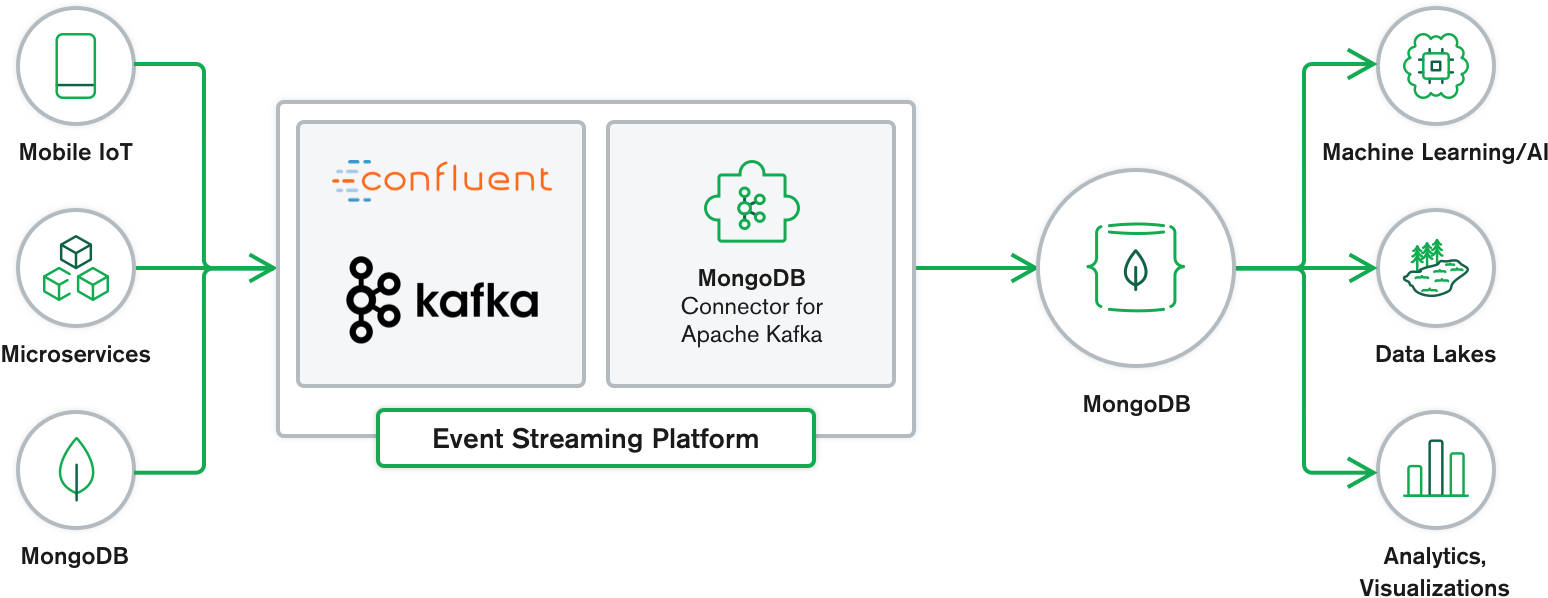 Mobile IoT
Microservices
MongoDB
confluent
kafka
MongoDB
Connector for
Apache Kafka
Event Streaming Platform
MongoDB
Machine Learning/AI
Data Lakes
Analytics,
Visualizations